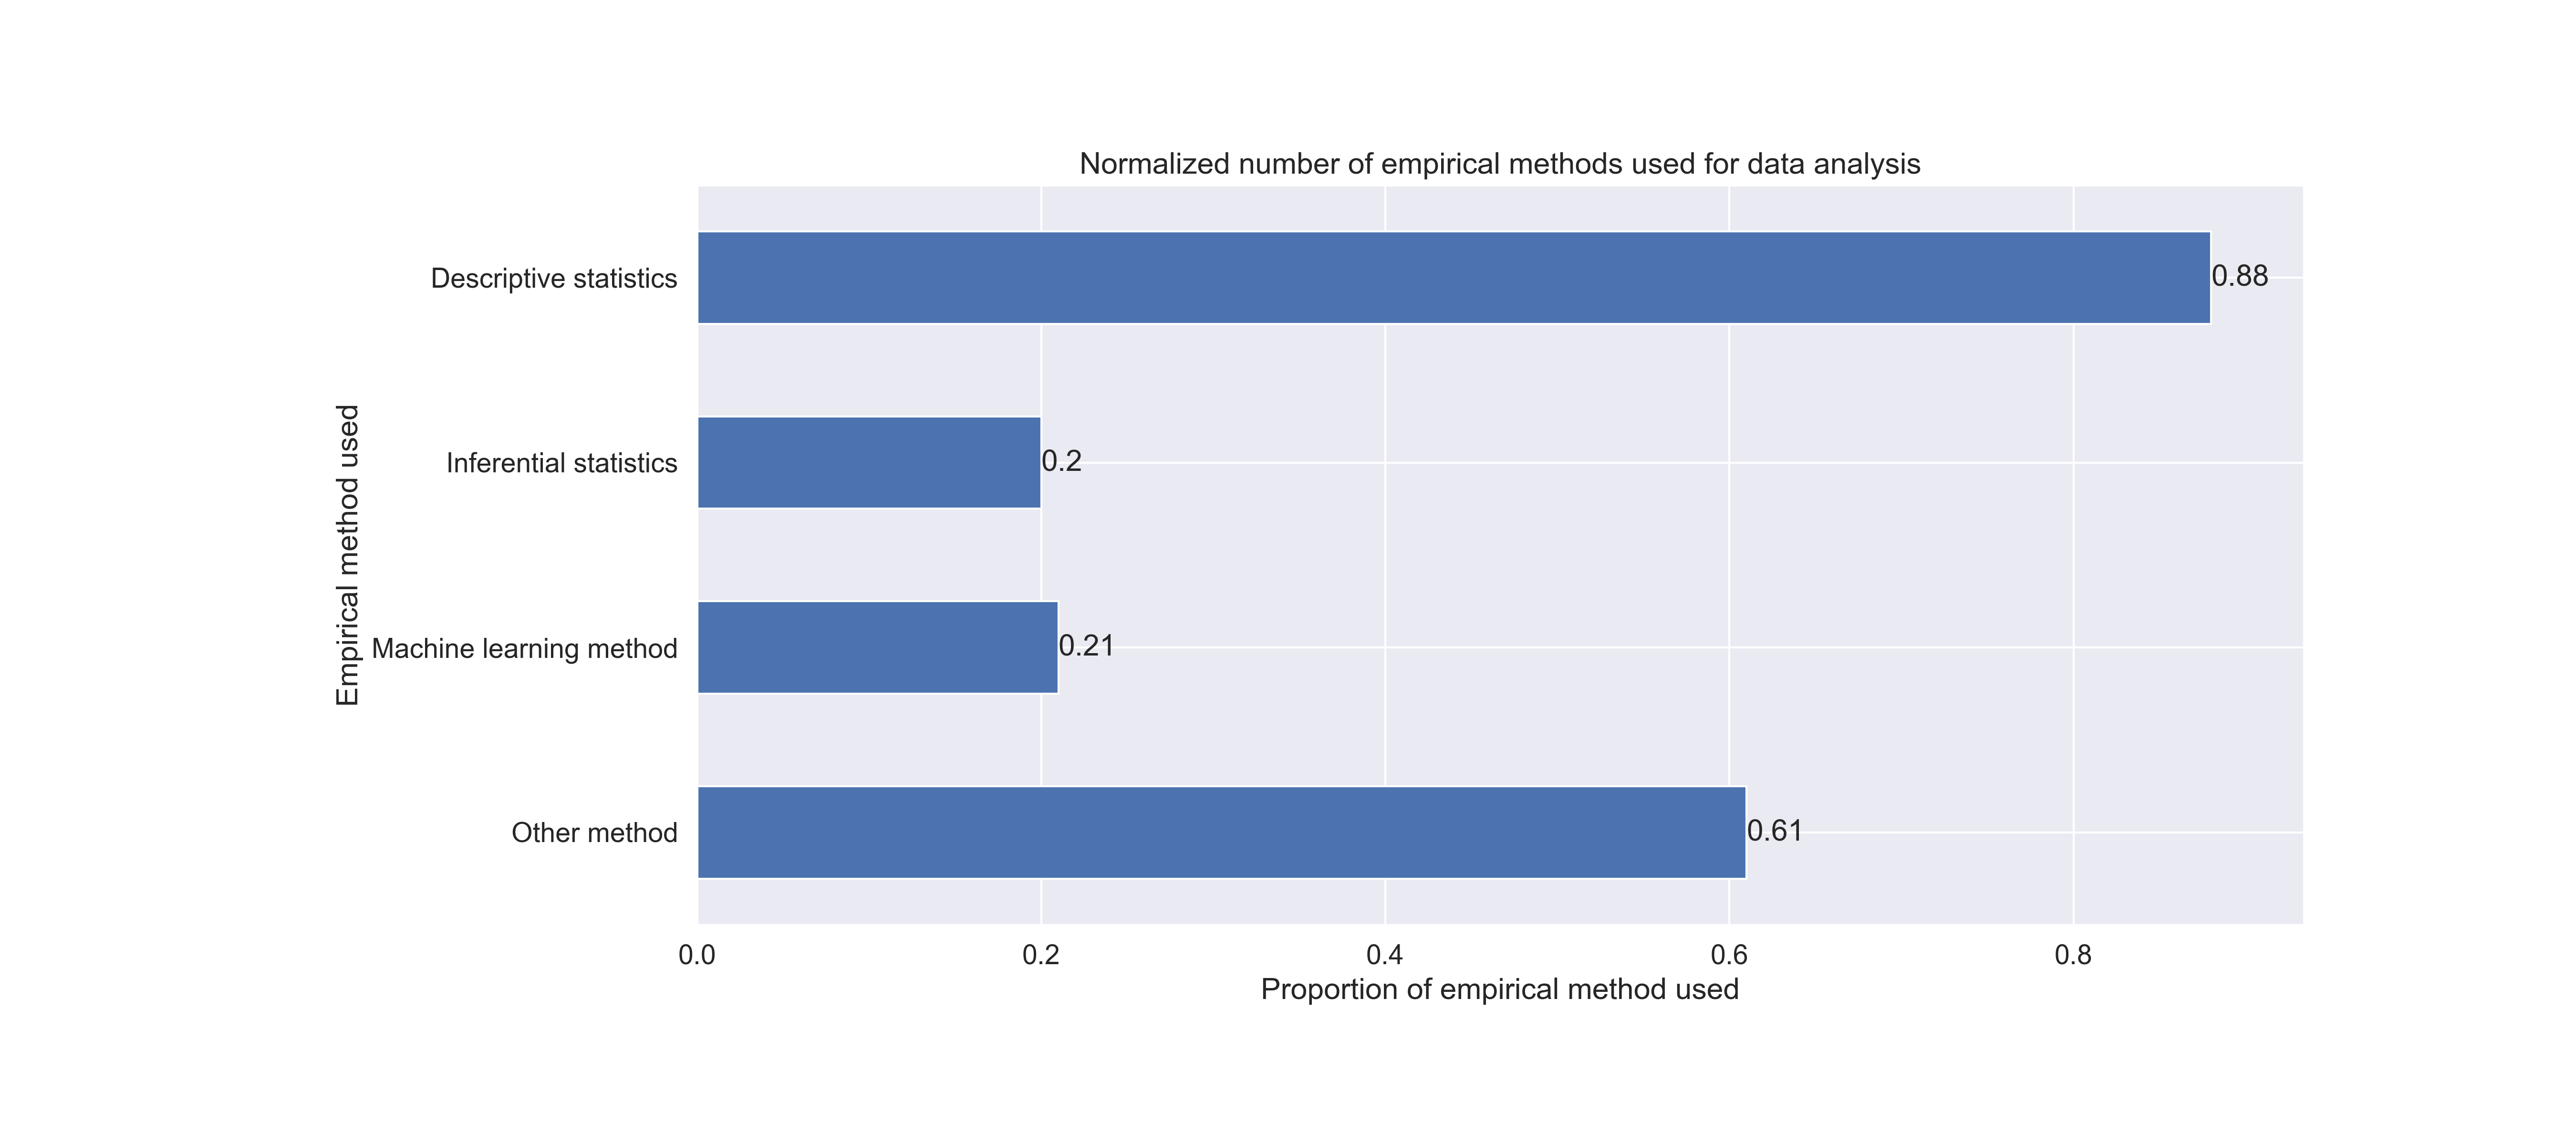 Normalized number of empirical methods used for data analysis
Empirical method used
Descriptive statistics
0.88
Inferential statistics
0.2
Machine learning method
0.21
Other method
0.61
0.0 0.2 0.4 0.6 0.8
Proportion of empirical method used